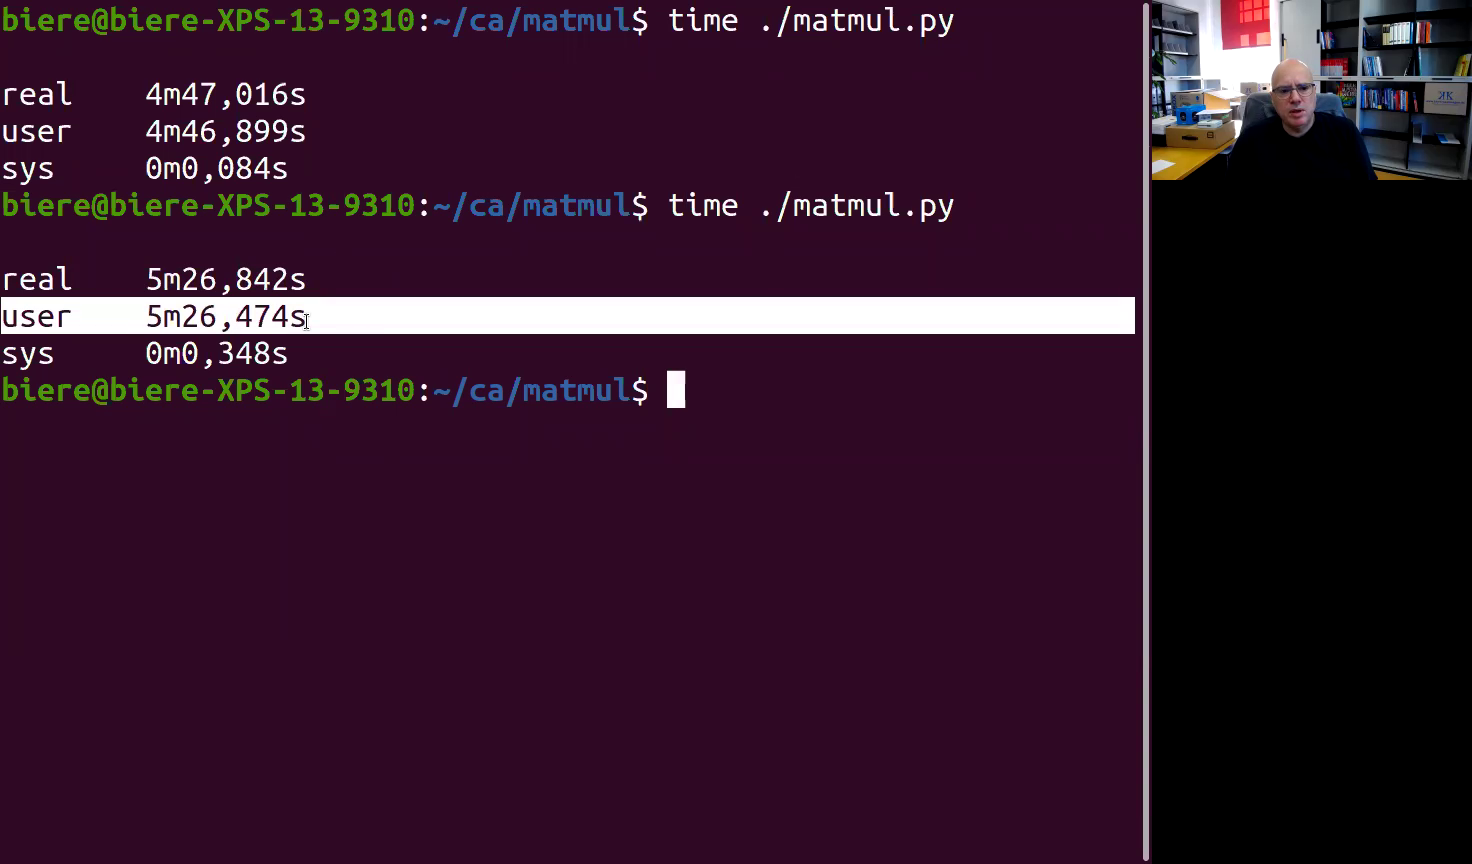 biere@biere-XPS-13-9310:~/ca/matmul$ time ./matmul.py
real 4m47,016s
user 4m46,899s
sys 0m0,084s
biere@biere-XPS-13-9310:~/ca/matmul$ time ./matmul.py
real 5m26,842s
user 5m26,474s
sys 0m0,348s
biere@biere-XPS-13-9310:~/ca/matmul$